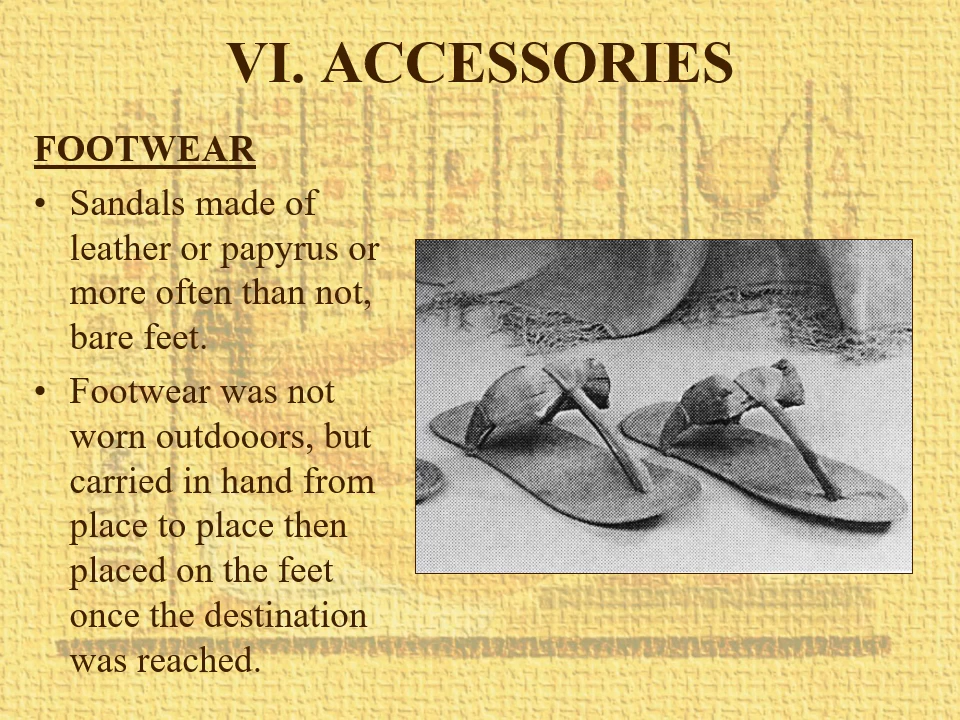 VI. ACCESSORIES
FOOTWEAR
• Sandals made of
leather or papyrus or
more often than not,
bare feet.
• Footwear was not
worn outdooors, but
carried in hand from
place to place then
placed on the feet
once the destination
was reached.